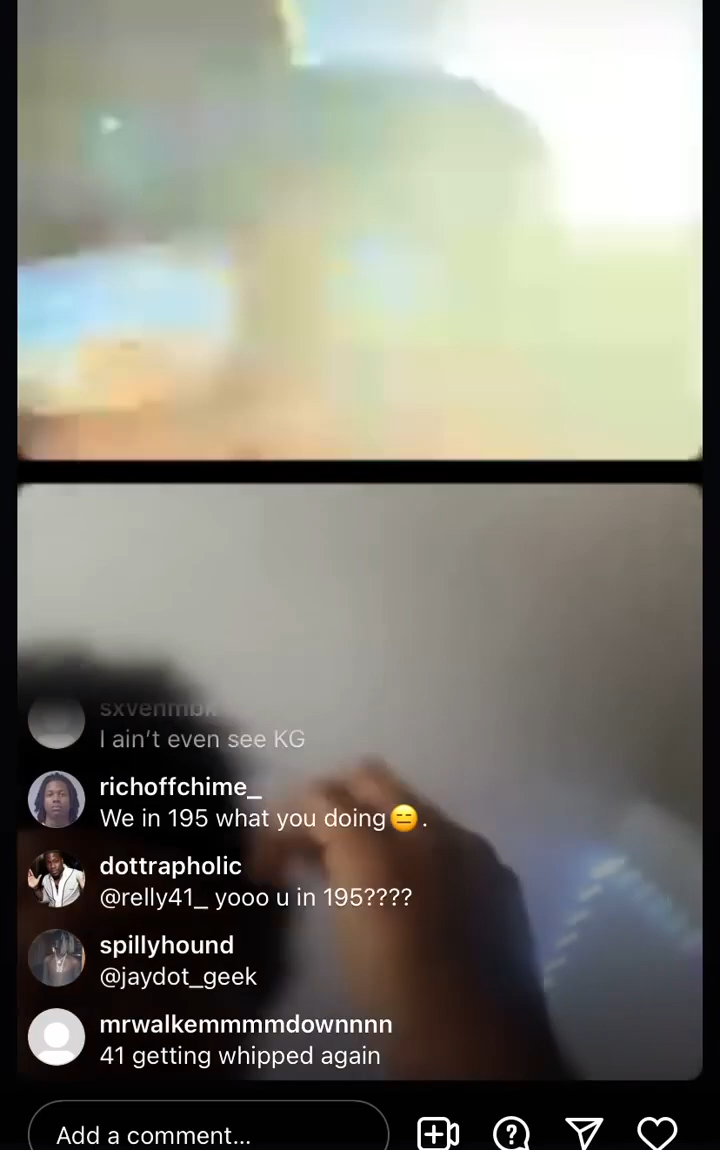 sxvenmbk
I ain't even see KG
richoffchime_
We in 195 what you doing😑.
dottrapholic
@relly41_ yooo u in 195????
spillyhound
@jaydot_geek
mrwalkemmmmdownnnn
41 getting whipped again
Add a comment...